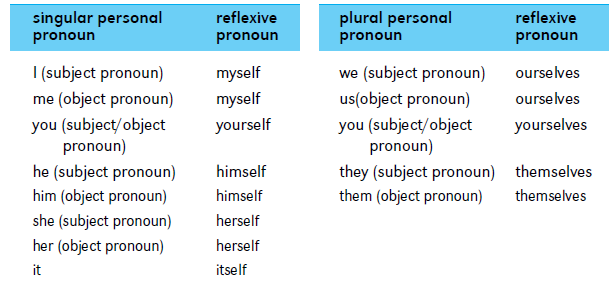 singular personal pronoun reflexive pronoun
I (subject pronoun) myself
me (object pronoun) myself
you (subject/object pronoun) yourself
he (subject pronoun) himself
him (object pronoun) himself
she (subject pronoun) herself
her (object pronoun) herself
it itself
plural personal pronoun reflexive pronoun
we (subject pronoun) ourselves
us(object pronoun) ourselves
you (subject/object pronoun) yourselves
they (subject pronoun) themselves
them (object pronoun) themselves